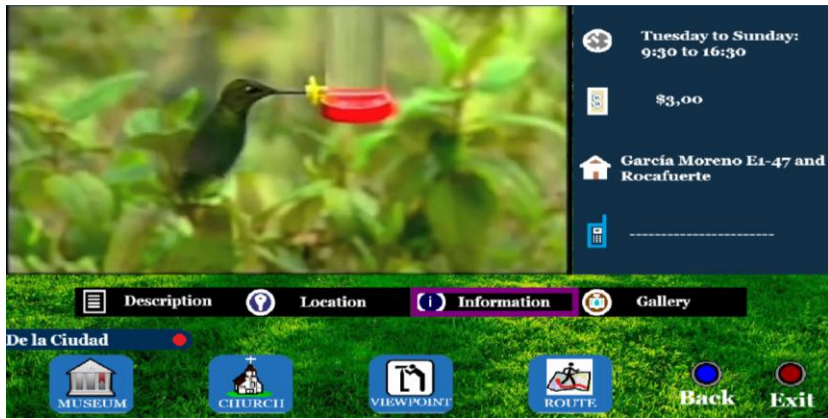 Tuesday to Sunday:
9:30 to 16:30
$3,00
García Moreno E1-47 and
Rocafuerte
-----------------------
Description
Location
Information
Gallery
De la Ciudad
MUSEUM
CHURCH
VIEWPOINT
ROUTE
Back
Exit